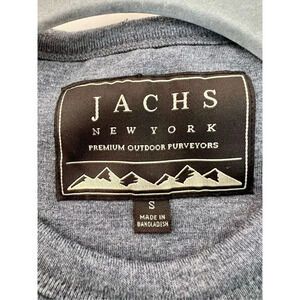 JACHS
NEW YORK
PREMIUM OUTDOOR PURVEYORS
S
MADE IN
BANGLADESH